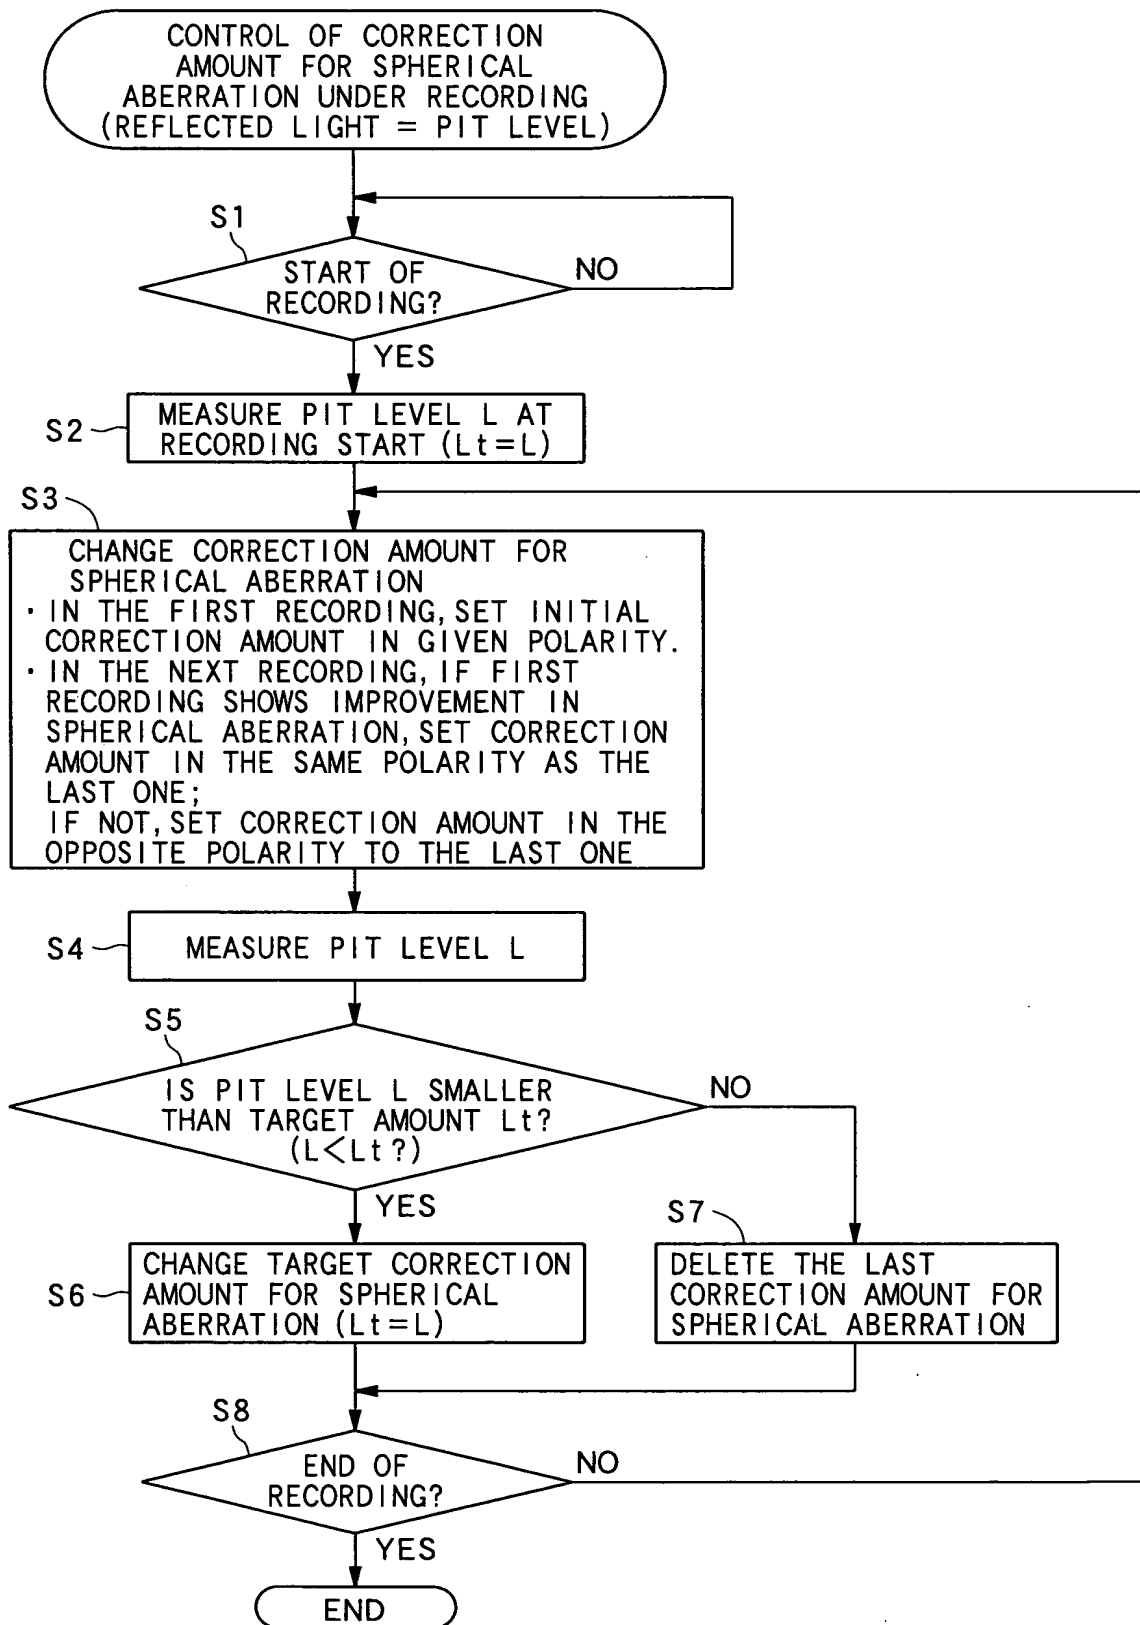 CONTROL OF CORRECTION
AMOUNT FOR SPHERICAL
ABERRATION UNDER RECORDING
(REFLECTED LIGHT = PIT LEVEL)
S1
START OF
RECORDING?
NO
YES
S2
MEASURE PIT LEVEL L AT
RECORDING START (Lt=L)
S3
CHANGE CORRECTION AMOUNT FOR
SPHERICAL ABERRATION
· IN THE FIRST RECORDING, SET INITIAL
CORRECTION AMOUNT IN GIVEN POLARITY.
· IN THE NEXT RECORDING, IF FIRST
RECORDING SHOWS IMPROVEMENT IN
SPHERICAL ABERRATION, SET CORRECTION
AMOUNT IN THE SAME POLARITY AS THE
LAST ONE;
IF NOT, SET CORRECTION AMOUNT IN THE
OPPOSITE POLARITY TO THE LAST ONE
S4
MEASURE PIT LEVEL L
S5
IS PIT LEVEL L SMALLER
THAN TARGET AMOUNT Lt?
(L<Lt?)
NO
YES
S6
CHANGE TARGET CORRECTION
AMOUNT FOR SPHERICAL
ABERRATION (Lt=L)
S7
DELETE THE LAST
CORRECTION AMOUNT FOR
SPHERICAL ABERRATION
S8
END OF
RECORDING?
NO
YES
END